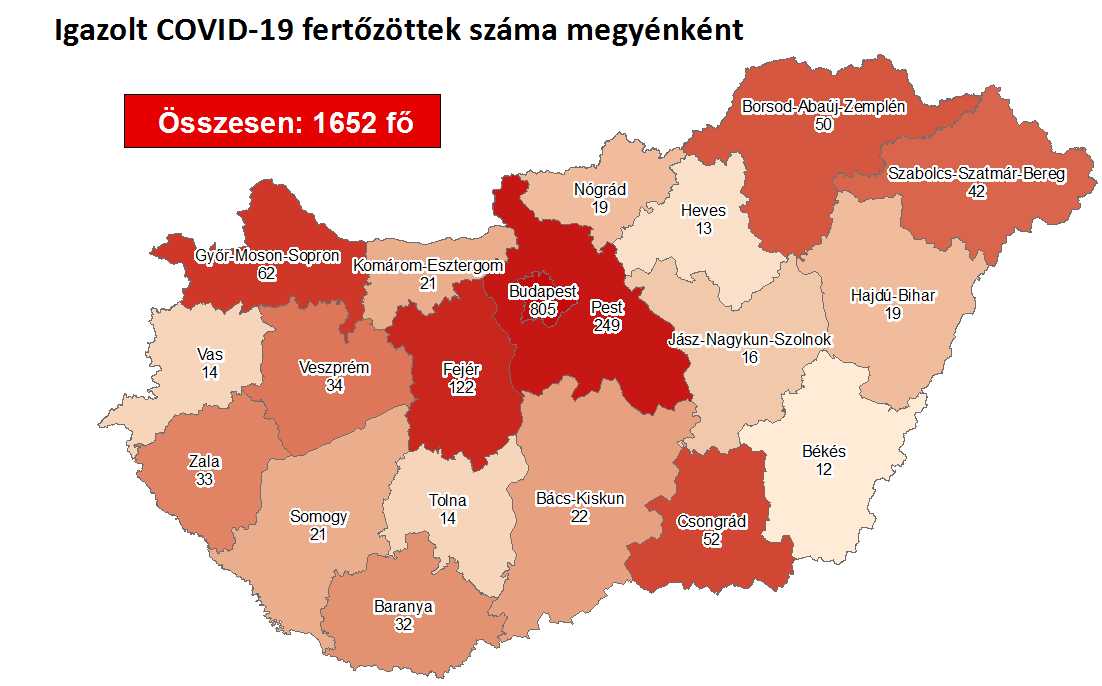 Igazolt COVID-19 fertőzöttek száma megyénként
Összesen: 1652 fő
Borsod-Abaúj-Zemplén
50
Szabolcs-Szatmár-Bereg
42
Nógrád
19
Heves
13
Győr-Moson-Sopron
62
Komárom-Esztergom
21
Budapest
805
Pest
249
Hajdú-Bihar
19
Jász-Nagykun-Szolnok
16
Vas
14
Veszprém
34
Fejér
122
Zala
33
Békés
12
Somogy
21
Tolna
14
Bács-Kiskun
22
Csongrád
52
Baranya
32